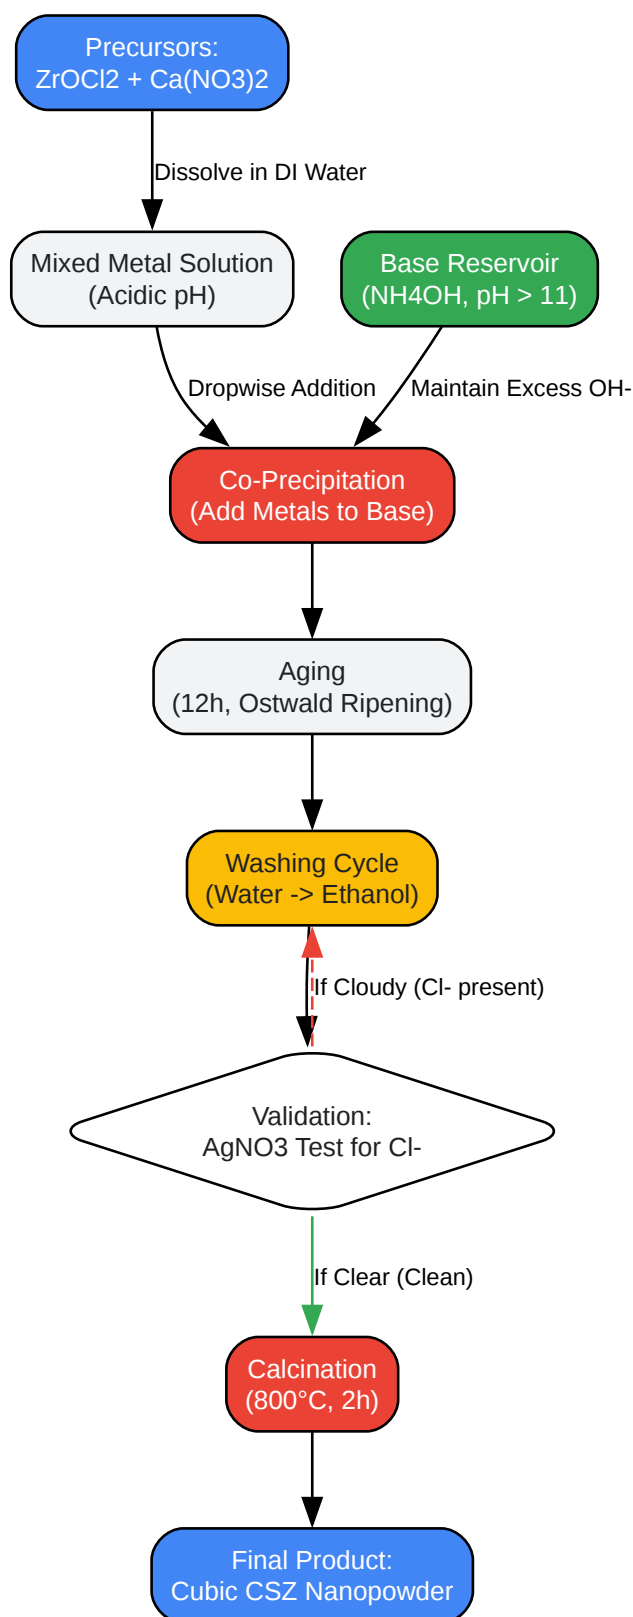 Precursors:
ZrOCl2 + Ca(NO3)2
Dissolve in DI Water
Mixed Metal Solution
(Acidic pH)
Base Reservoir
(NH4OH, pH > 11)
Dropwise Addition
Maintain Excess OH-
Co-Precipitation
(Add Metals to Base)
Aging
(12h, Ostwald Ripening)
Washing Cycle
(Water -> Ethanol)
If Cloudy (Cl- present)
Validation:
AgNO3 Test for Cl-
If Clear (Clean)
Calcination
(800°C, 2h)
Final Product:
Cubic CSZ Nanopowder